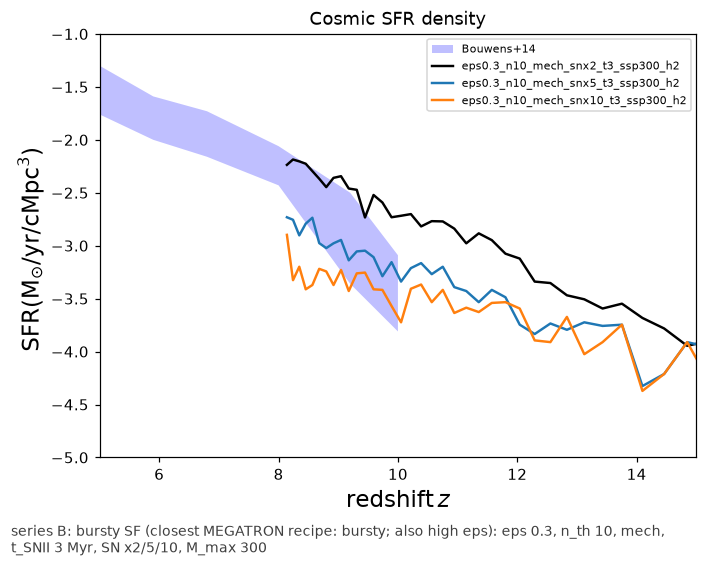 Cosmic SFR density
SFR(M⊙/yr/cMpc³)
−1.0
−1.5
−2.0
−2.5
−3.0
−3.5
−4.0
−4.5
−5.0
Bouwens+14
eps0.3_n10_mech_snx2_t3_ssp300_h2
eps0.3_n10_mech_snx5_t3_ssp300_h2
eps0.3_n10_mech_snx10_t3_ssp300_h2
6 8 10 12 14
redshift z
series B: bursty SF (closest MEGATRON recipe: bursty; also high eps): eps 0.3, n_th 10, mech,
t_SNII 3 Myr, SN x2/5/10, M_max 300